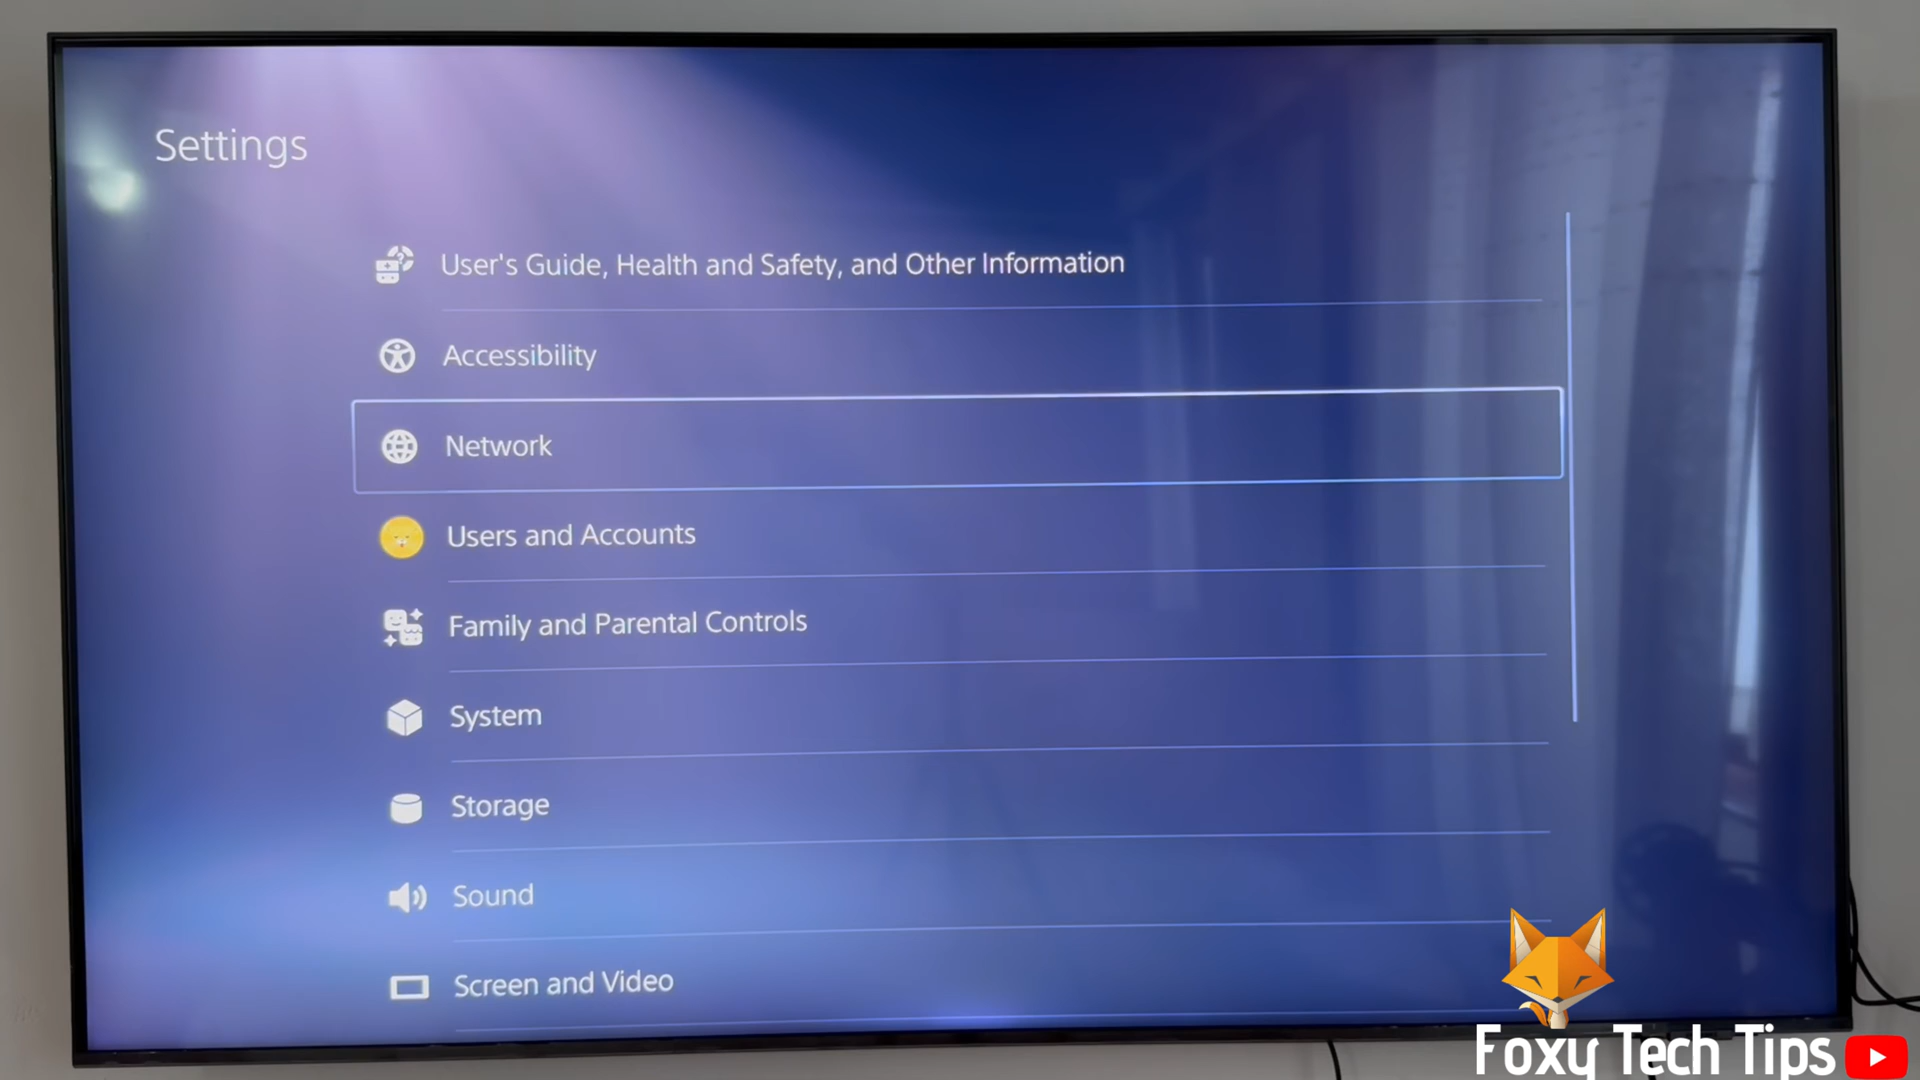 Settings
User's Guide, Health and Safety, and Other Information
Accessibility
Network
Users and Accounts
Family and Parental Controls
System
Storage
Sound
Screen and Video
Foxy Tech Tips